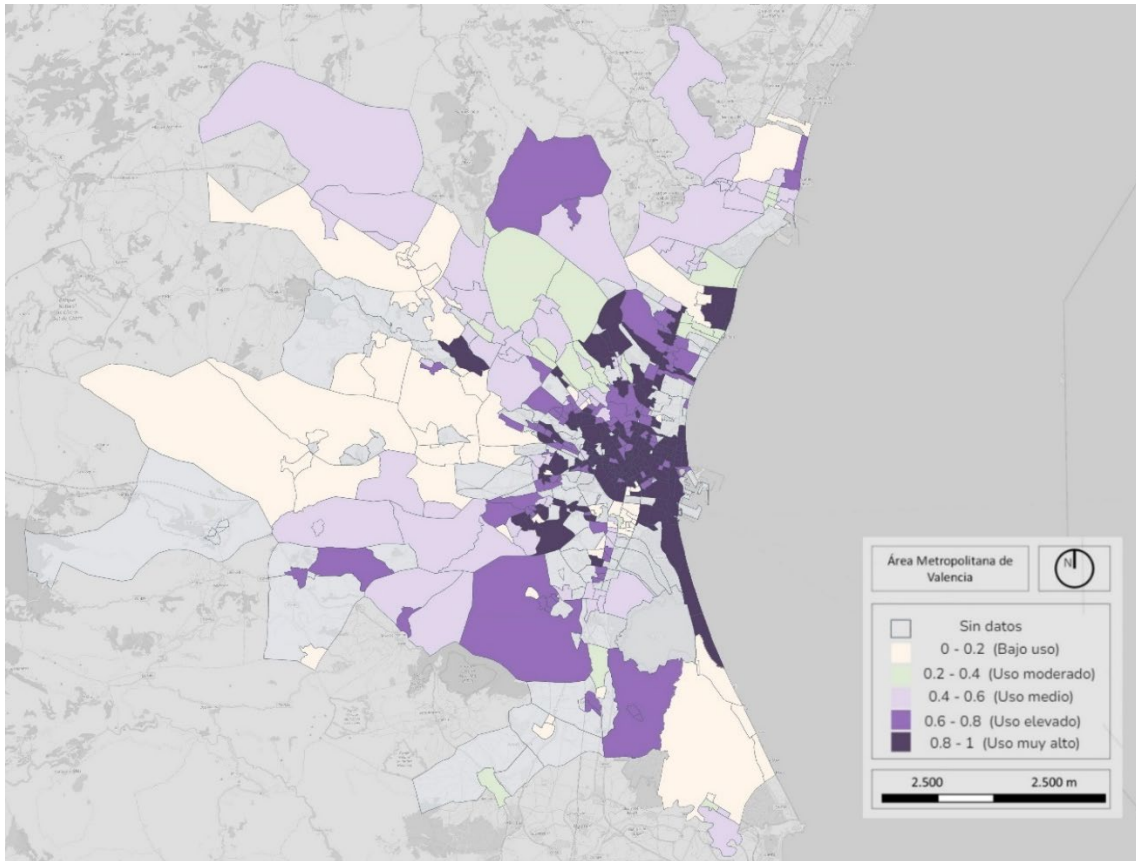 Área Metropolitana de
Valencia
N
Sin datos
0 - 0.2 (Bajo uso)
0.2 - 0.4 (Uso moderado)
0.4 - 0.6 (Uso medio)
0.6 - 0.8 (Uso elevado)
0.8 - 1 (Uso muy alto)
2.500 2.500 m